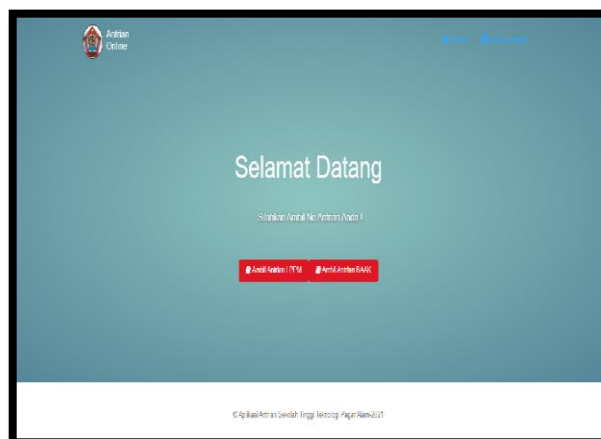 Antrian
Online
Selamat Datang
Silahkan Ambil No Antrian Anda !
Ambil Antrian LPPM
Ambil Antrian BAAK
© Aplikasi Antrian Sekolah Tinggi Teknologi Pagar Alam-2021